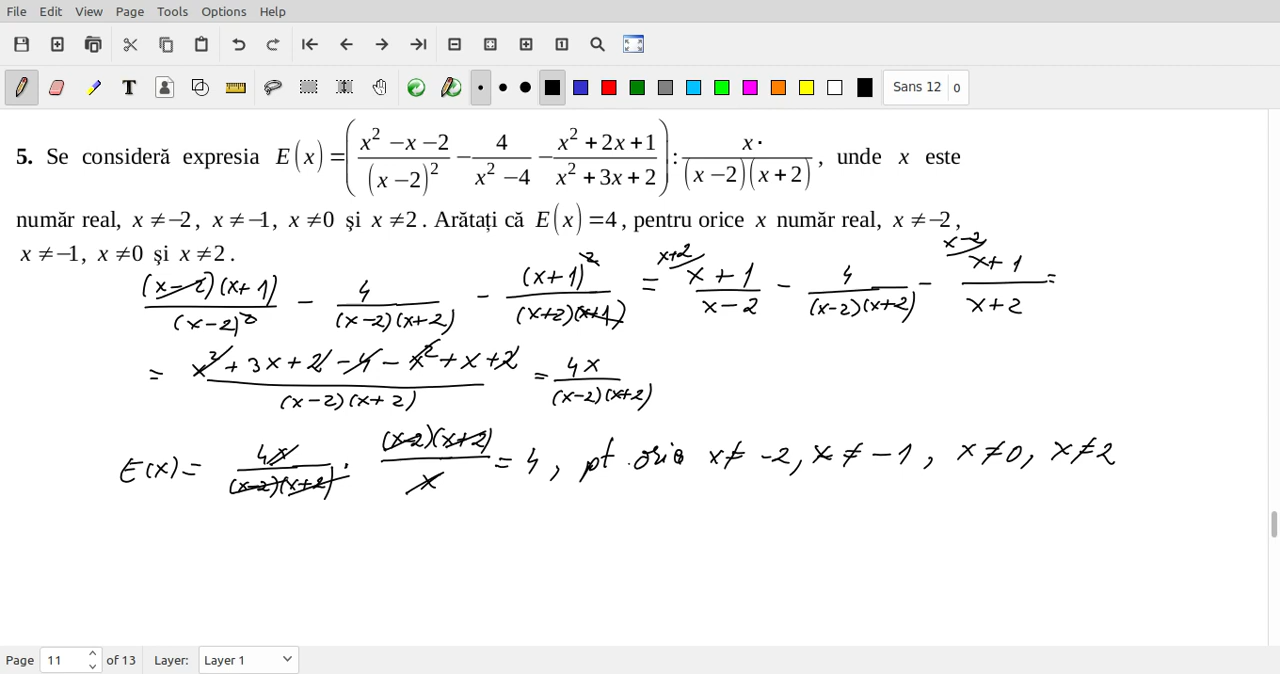 File Edit View Page Tools Options Help
T Sans 12 0
5. Se consideră expresia E(x)=((x²−x−2)/(x−2)² − 4/(x²−4) − (x²+2x+1)/(x²+3x+2)) : x·/((x−2)(x+2)), unde x este
număr real, x≠−2, x≠−1, x≠0 și x≠2. Arătați că E(x)=4, pentru orice x număr real, x≠−2,
x≠−1, x≠0 și x≠2.
(x−2)(x+1)/(x−2)² − 4/((x−2)(x+2)) − (x+1)²/((x+2)(x+1)) = x+2) (x+1)/(x−2) − 4/((x−2)(x+2)) − x−2) (x+1)/(x+2) =
= (x²+3x+2−4−x²+x+2)/((x−2)(x+2)) = 4x/((x−2)(x+2))
E(x)= 4x/((x−2)(x+2)) · (x−2)(x+2)/x = 4, pt. orice x≠−2, x≠−1, x≠0, x≠2
Page 11 of 13 Layer: Layer 1